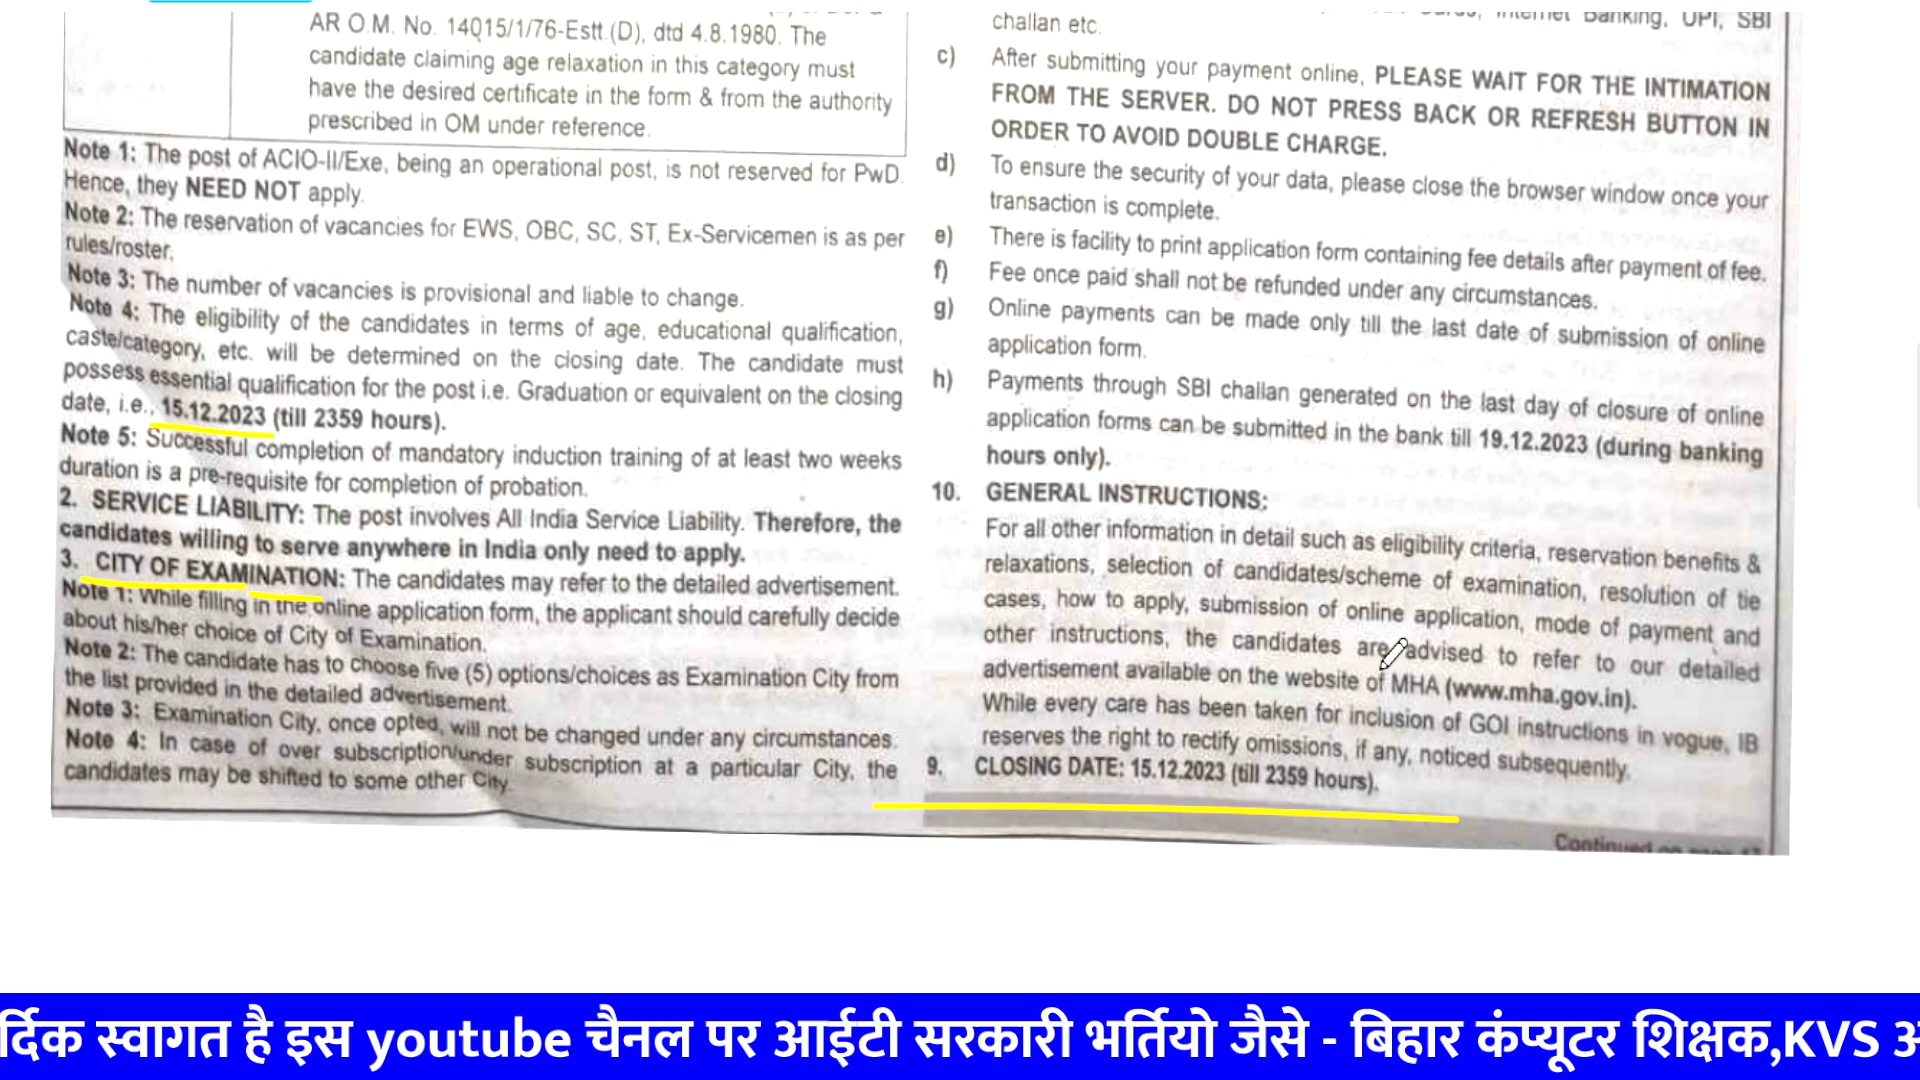 AR O.M. No. 14015/1/76-Estt.(D), dtd 4.8.1980. The
candidate claiming age relaxation in this category must
have the desired certificate in the form & from the authority
prescribed in OM under reference.
Note 1: The post of ACIO-II/Exe, being an operational post, is not reserved for PwD.
Hence, they NEED NOT apply.
Note 2: The reservation of vacancies for EWS, OBC, SC, ST, Ex-Servicemen is as per
rules/roster.
Note 3: The number of vacancies is provisional and liable to change.
Note 4: The eligibility of the candidates in terms of age, educational qualification,
caste/category, etc. will be determined on the closing date. The candidate must
possess essential qualification for the post i.e. Graduation or equivalent on the closing
date, i.e., 15.12.2023 (till 2359 hours).
Note 5: Successful completion of mandatory induction training of at least two weeks
duration is a pre-requisite for completion of probation.
2. SERVICE LIABILITY: The post involves All India Service Liability. Therefore, the
candidates willing to serve anywhere in India only need to apply.
3. CITY OF EXAMINATION: The candidates may refer to the detailed advertisement.
Note 1: While filling in the online application form, the applicant should carefully decide
about his/her choice of City of Examination.
Note 2: The candidate has to choose five (5) options/choices as Examination City from
the list provided in the detailed advertisement.
Note 3: Examination City, once opted, will not be changed under any circumstances.
Note 4: In case of over subscription/under subscription at a particular City, the
candidates may be shifted to some other City.
Internet Banking, UPI, SBI
challan etc.
c) After submitting your payment online, PLEASE WAIT FOR THE INTIMATION
FROM THE SERVER. DO NOT PRESS BACK OR REFRESH BUTTON IN
ORDER TO AVOID DOUBLE CHARGE.
d) To ensure the security of your data, please close the browser window once your
transaction is complete.
e) There is facility to print application form containing fee details after payment of fee.
f) Fee once paid shall not be refunded under any circumstances.
g) Online payments can be made only till the last date of submission of online
application form.
h) Payments through SBI challan generated on the last day of closure of online
application forms can be submitted in the bank till 19.12.2023 (during banking
hours only).
10. GENERAL INSTRUCTIONS:
For all other information in detail such as eligibility criteria, reservation benefits &
relaxations, selection of candidates/scheme of examination, resolution of tie
cases, how to apply, submission of online application, mode of payment and
other instructions, the candidates are advised to refer to our detailed
advertisement available on the website of MHA (www.mha.gov.in).
While every care has been taken for inclusion of GOI instructions in vogue, IB
reserves the right to rectify omissions, if any, noticed subsequently.
9. CLOSING DATE: 15.12.2023 (till 2359 hours).
Continued on page
र्दिक स्वागत है इस youtube चैनल पर आईटी सरकारी भर्तियो जैसे - बिहार कंप्यूटर शिक्षक,KVS